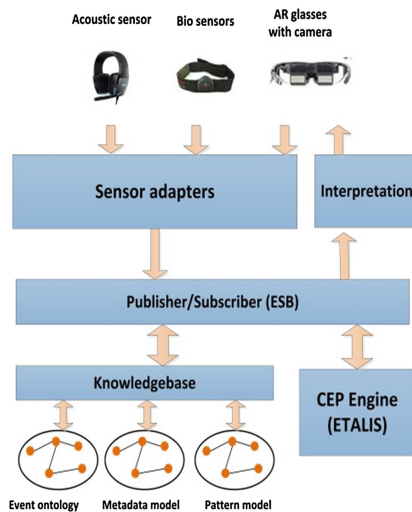 Acoustic sensor
Bio sensors
AR glasses
with camera
Sensor adapters
Interpretation
Publisher/Subscriber (ESB)
Knowledgebase
CEP Engine
(ETALIS)
Event ontology
Metadata model
Pattern model